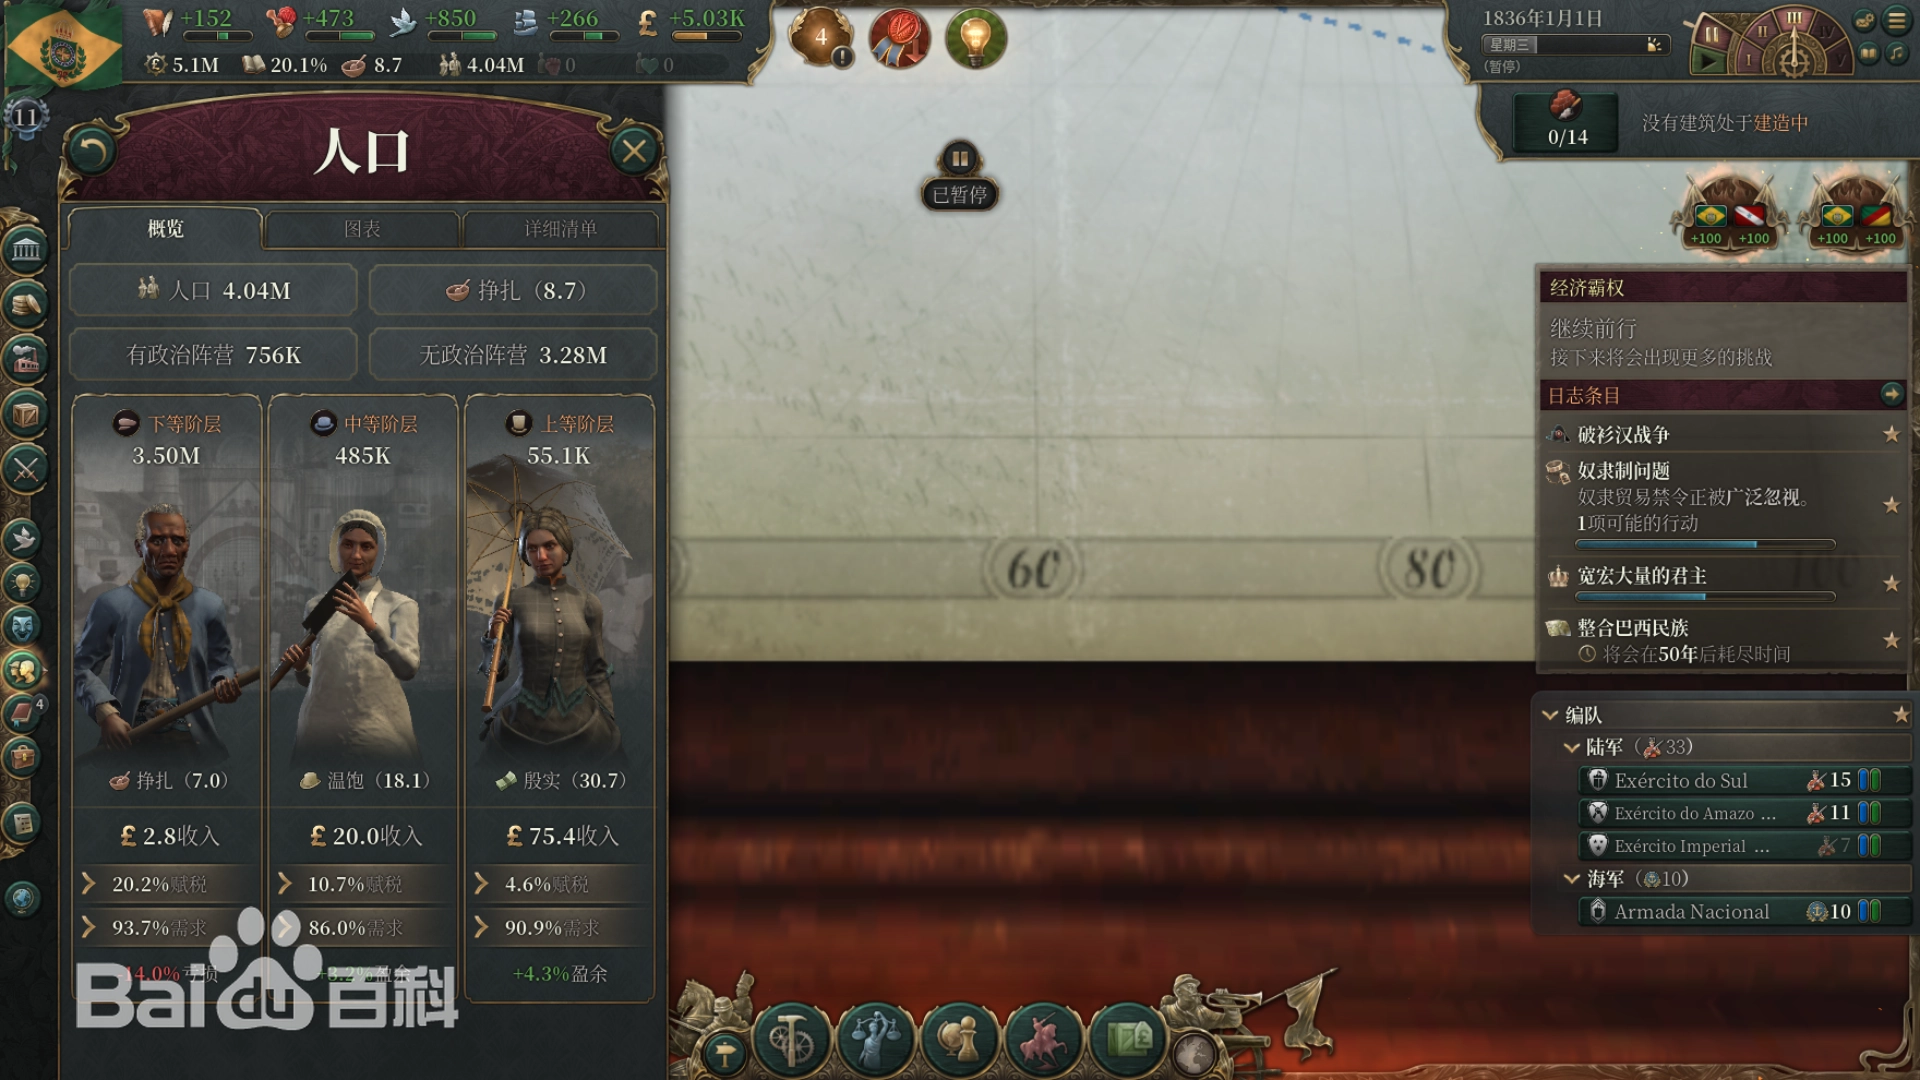 +152 +473 +850 +266 +5.03K
5.1M 20.1% 8.7 4.04M 0 0
11
4
1836年1月1日
星期三
(暂停)
I II III IV V
0/14
没有建筑处于建造中
人口
已暂停
概览 图表 详细清单
人口 4.04M
挣扎（8.7）
有政治阵营 756K
无政治阵营 3.28M
下等阶层
3.50M
挣扎（7.0）
2.8收入
20.2%赋税
93.7%需求
-14.0%亏损
中等阶层
485K
温饱（18.1）
20.0收入
10.7%赋税
86.0%需求
+3.2%盈余
上等阶层
55.1K
殷实（30.7）
75.4收入
4.6%赋税
90.9%需求
+4.3%盈余
4
60
80
100
+100 +100
+100 +100
经济霸权
继续前行
接下来将会出现更多的挑战
日志条目
破衫汉战争
奴隶制问题
奴隶贸易禁令正被广泛忽视。
1项可能的行动
宽宏大量的君主
整合巴西民族
将会在50年后耗尽时间
编队
陆军（33）
Exército do Sul 15
Exército do Amazo ... 11
Exército Imperial ... 7
海军（10）
Armada Nacional 10
Bai du 百科